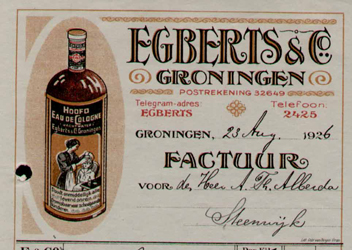 EGBERTS & Co.
GRONINGEN
POSTREKENING 32649
Telegram-adres: Telefoon:
EGBERTS 2425
HOOFD
EAU DE COLOGNE
Egberts & Co Groningen
GRONINGEN, 23 Aug. 1926
FACTUUR
VOOR de Heer A. Th. Alberda
Steenwijk